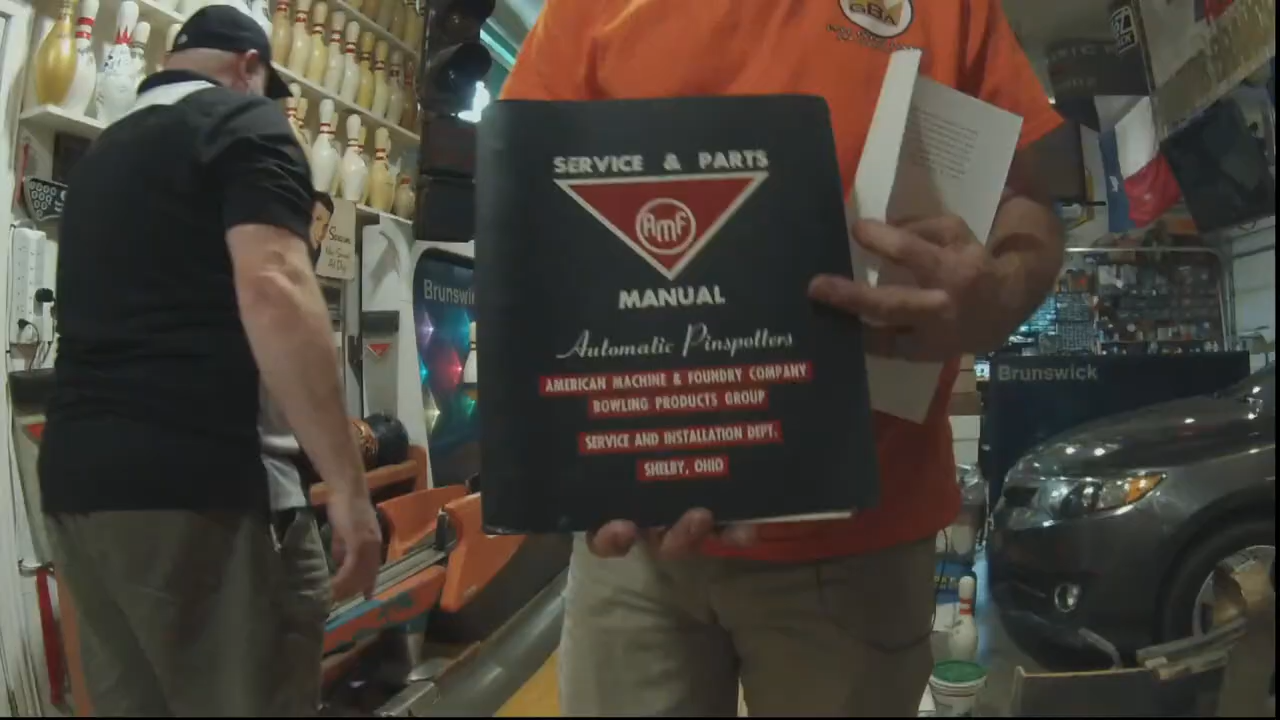 GBA
SERVICE & PARTS
AMF
MANUAL
Automatic Pinspotters
AMERICAN MACHINE & FOUNDRY COMPANY
BOWLING PRODUCTS GROUP
SERVICE AND INSTALLATION DEPT.
SHELBY, OHIO
Brunswick
Brunswick